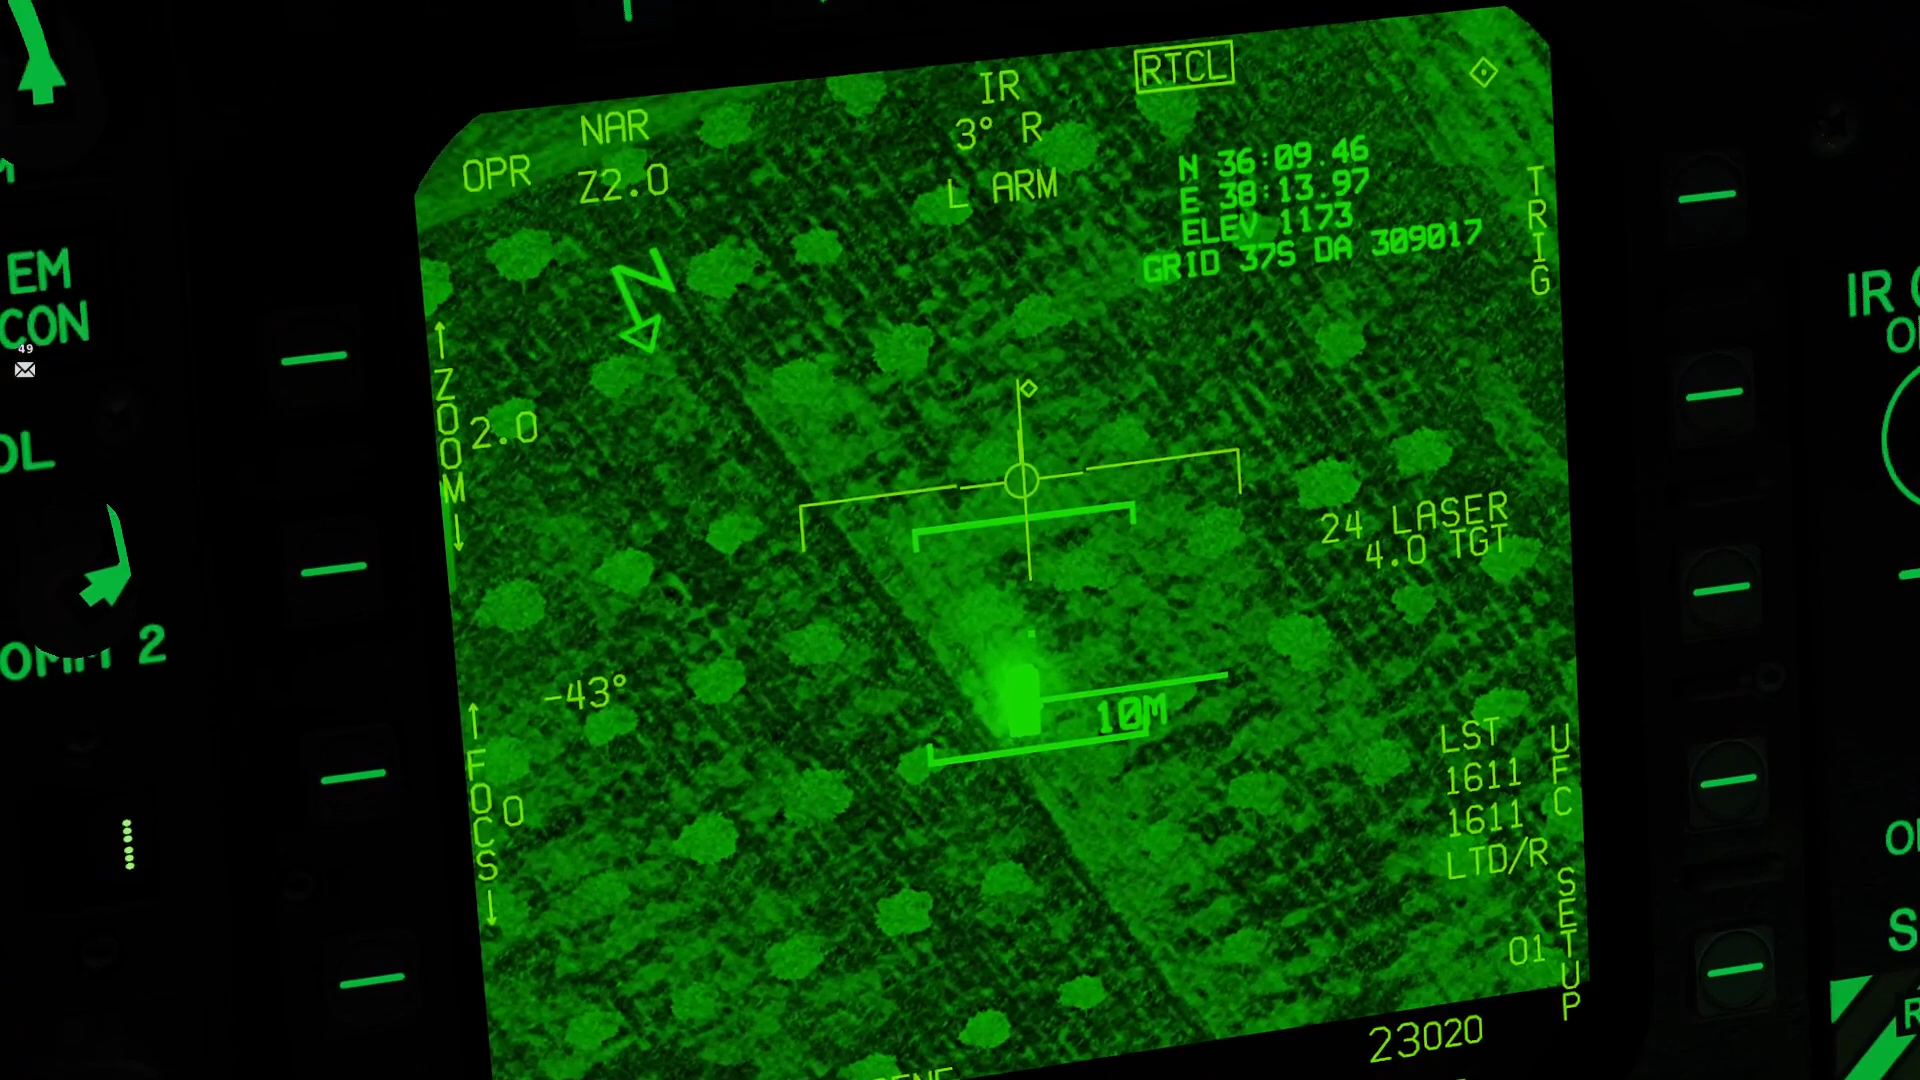 RTCL
IR
NAR
3° R
OPR
Z2.0
L ARM
N 36:09.46
E 38:13.97
ELEV 1173
GRID 37S DA 309017
TRIG
N
EM
CON
49
ZOOM
2.0
24 LASER
4.0 TGT
-43°
10M
LST
1611
1611
LTD/R
UFC
FOCS
0
SETUP
01
23020
2
IR